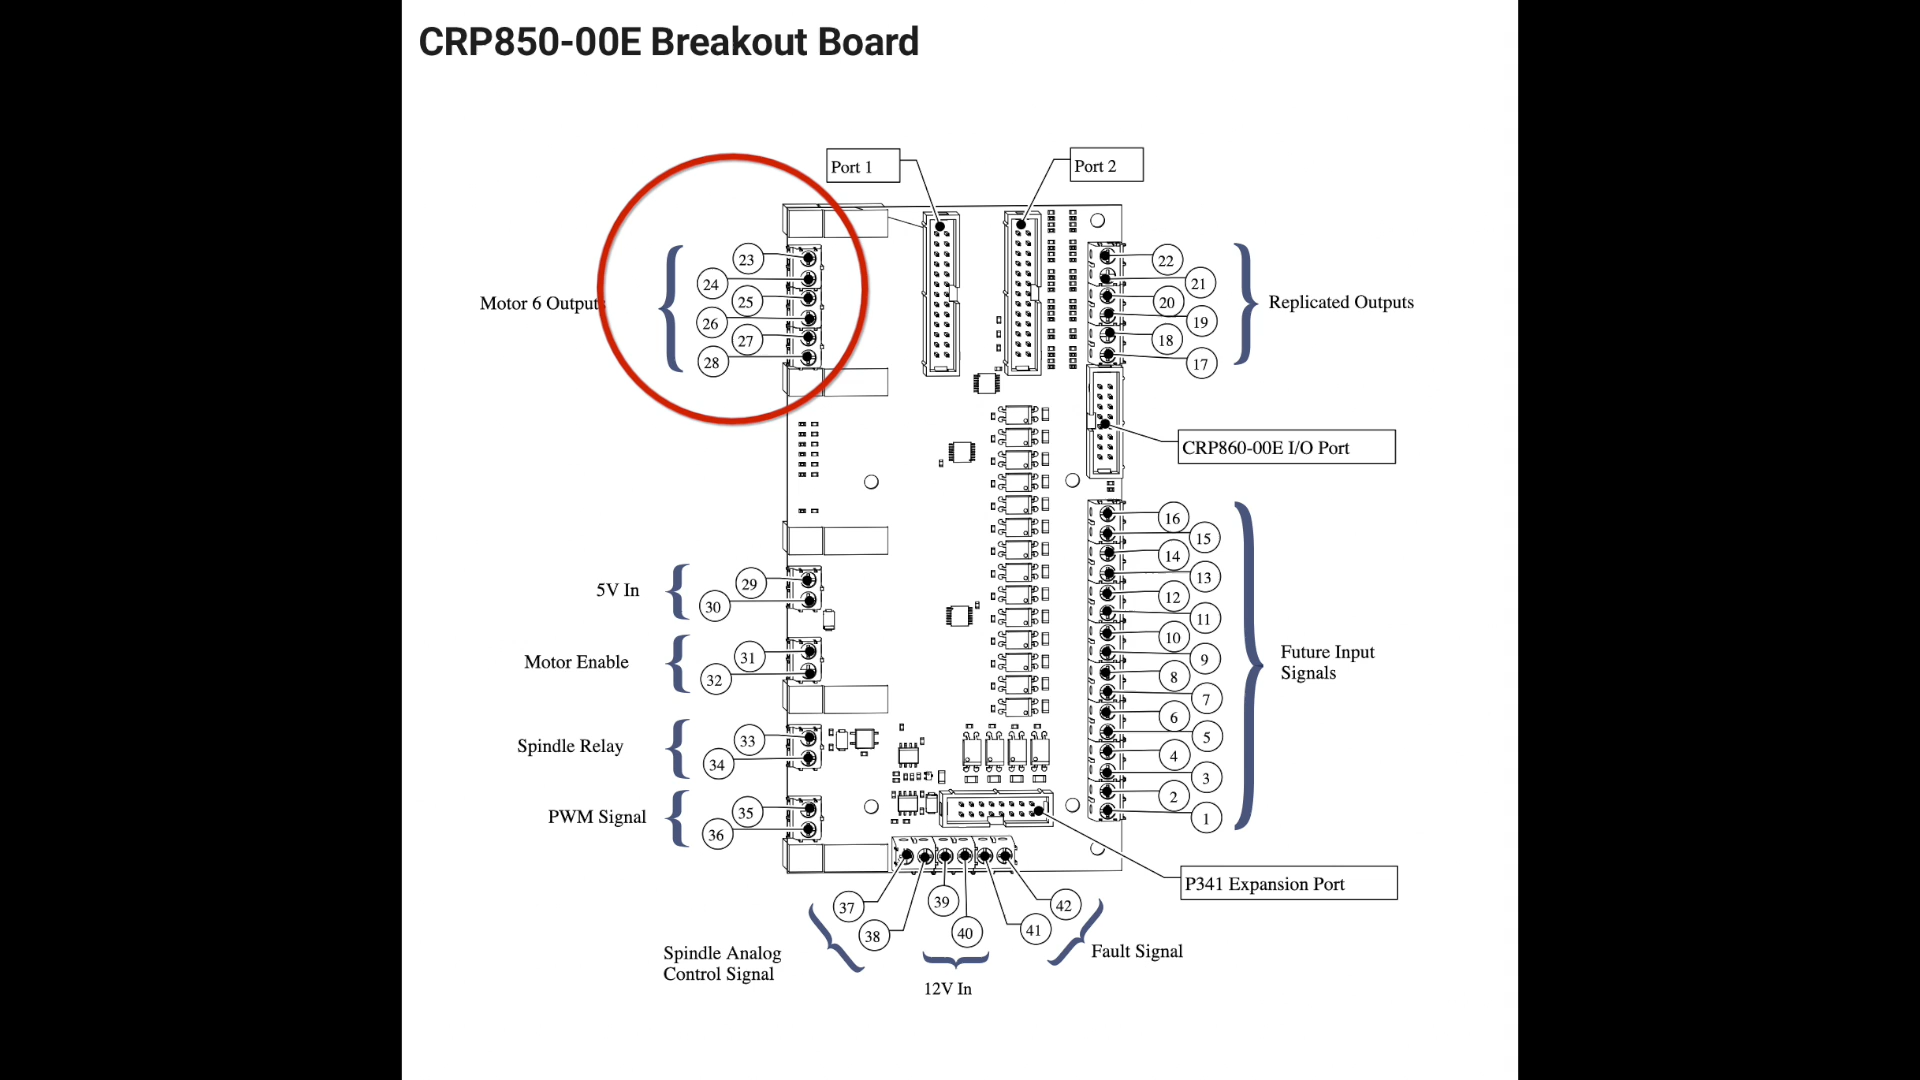 CRP850-00E Breakout Board
Port 1
Port 2
Motor 6 Outputs
23
24
25
26
27
28
22
21
20
19
18
17
Replicated Outputs
CRP860-00E I/O Port
16
15
14
13
12
11
10
9
8
7
6
5
4
3
2
1
Future Input
Signals
5V In
29
30
Motor Enable
31
32
Spindle Relay
33
34
PWM Signal
35
36
P341 Expansion Port
37
38
39
40
41
42
Spindle Analog
Control Signal
12V In
Fault Signal